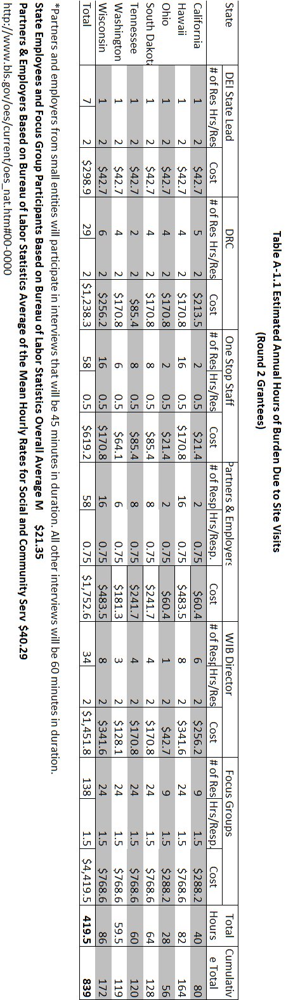 Table A-1.1 Estimated Annual Hours of Burden Due to Site Visits
(Round 2 Grantees)
State DEI State Lead DRC One Stop Staff Partners & Employers WIB Director Focus Groups Total Cumulativ
# of Res Hrs/Res Cost # of Res Hrs/Res Cost # of Res Hrs/Res Cost # of Resp Hrs/Resp. Cost # of Resp Hrs/Res Cost # of Res Hrs/Resp. Cost Hours e Total
California 1 2 $42.7 5 2 $213.5 2 0.5 $21.4 2 0.75 $60.4 6 2 $256.2 9 1.5 $288.2 40 80
Hawaii 1 2 $42.7 4 2 $170.8 16 0.5 $170.8 16 0.75 $483.5 8 2 $341.6 24 1.5 $768.6 82 164
Ohio 1 2 $42.7 4 2 $170.8 2 0.5 $21.4 2 0.75 $60.4 1 2 $42.7 9 1.5 $288.2 28 56
South Dakota 1 2 $42.7 4 2 $170.8 8 0.5 $85.4 8 0.75 $241.7 4 2 $170.8 24 1.5 $768.6 64 128
Tennessee 1 2 $42.7 2 2 $85.4 8 0.5 $85.4 8 0.75 $241.7 4 2 $170.8 24 1.5 $768.6 60 120
Washington 1 2 $42.7 4 2 $170.8 6 0.5 $64.1 6 0.75 $181.3 3 2 $128.1 24 1.5 $768.6 59.5 119
Wisconsin 1 2 $42.7 6 2 $256.2 16 0.5 $170.8 16 0.75 $483.5 8 2 $341.6 24 1.5 $768.6 86 172
Total 7 2 $298.9 29 2 $1,238.3 58 0.5 $619.2 58 0.75 $1,752.6 34 2 $1,451.8 138 1.5 $4,419.5 419.5 839
*Partners and employers from small entities will participate in interviews that will be 45 minutes in duration. All other interviews will be 60 minutes in duration.
State Employees and Focus Group Participants Based on Bureau of Labor Statistics Overall Average M $21.35
Partners & Employers Based on Bureau of Labor Statistics Average of the Mean Hourly Rates for Social and Community Serv $40.29
http://www.bls.gov/oes/current/oes_nat.htm#00-0000